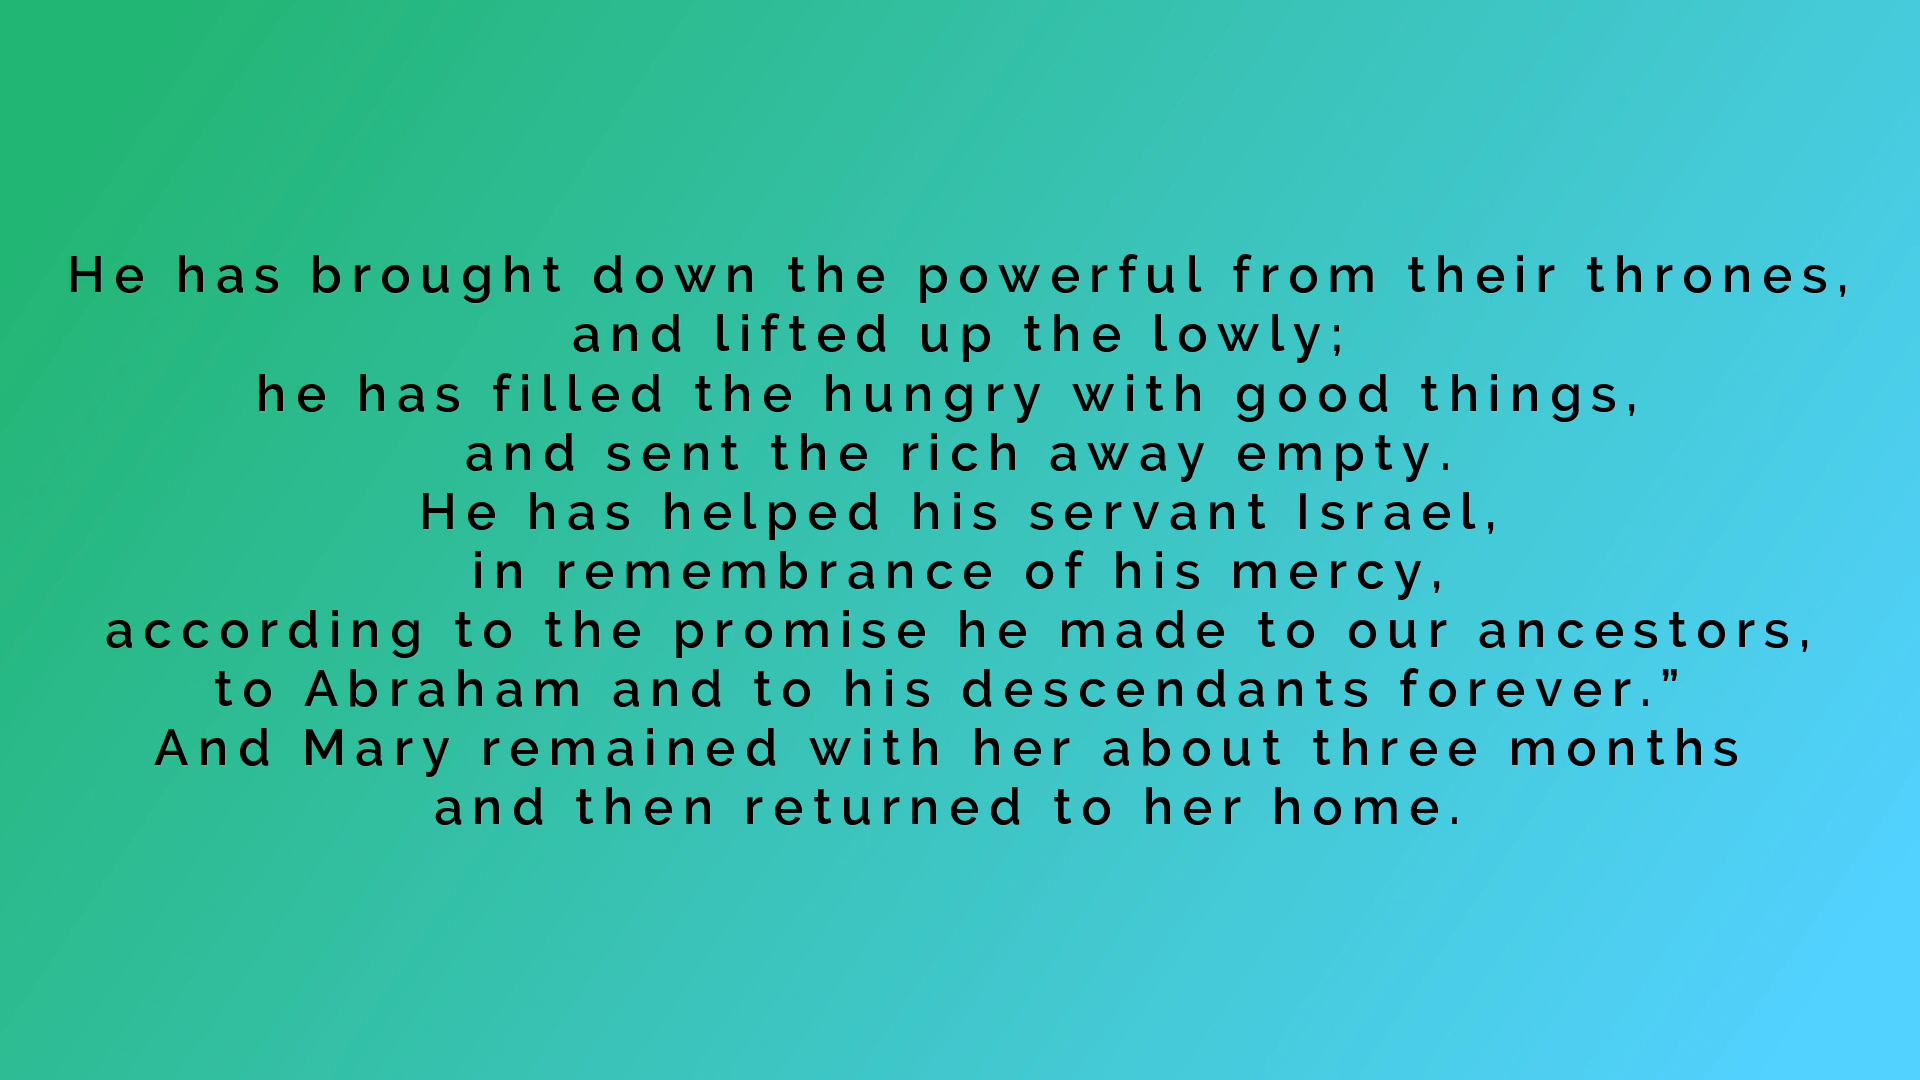 He has brought down the powerful from their thrones,
and lifted up the lowly;
he has filled the hungry with good things,
and sent the rich away empty.
He has helped his servant Israel,
in remembrance of his mercy,
according to the promise he made to our ancestors,
to Abraham and to his descendants forever.”
And Mary remained with her about three months
and then returned to her home.